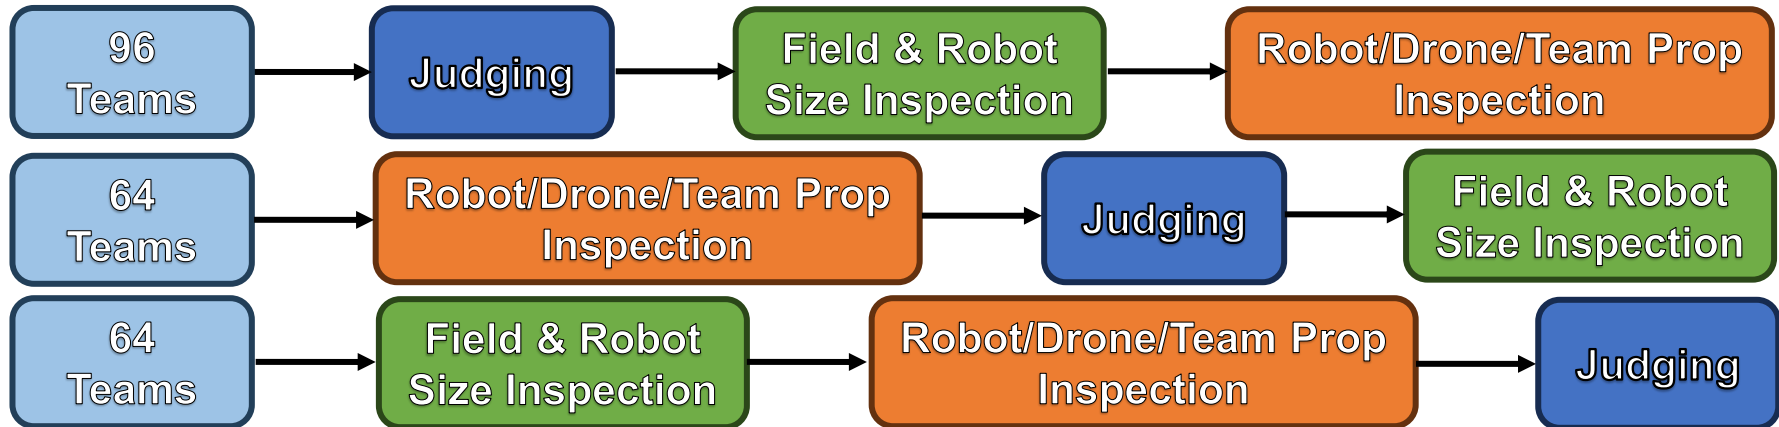 96
Teams
Judging
Field & Robot
Size Inspection
Robot/Drone/Team Prop
Inspection
64
Teams
Robot/Drone/Team Prop
Inspection
Judging
Field & Robot
Size Inspection
64
Teams
Field & Robot
Size Inspection
Robot/Drone/Team Prop
Inspection
Judging